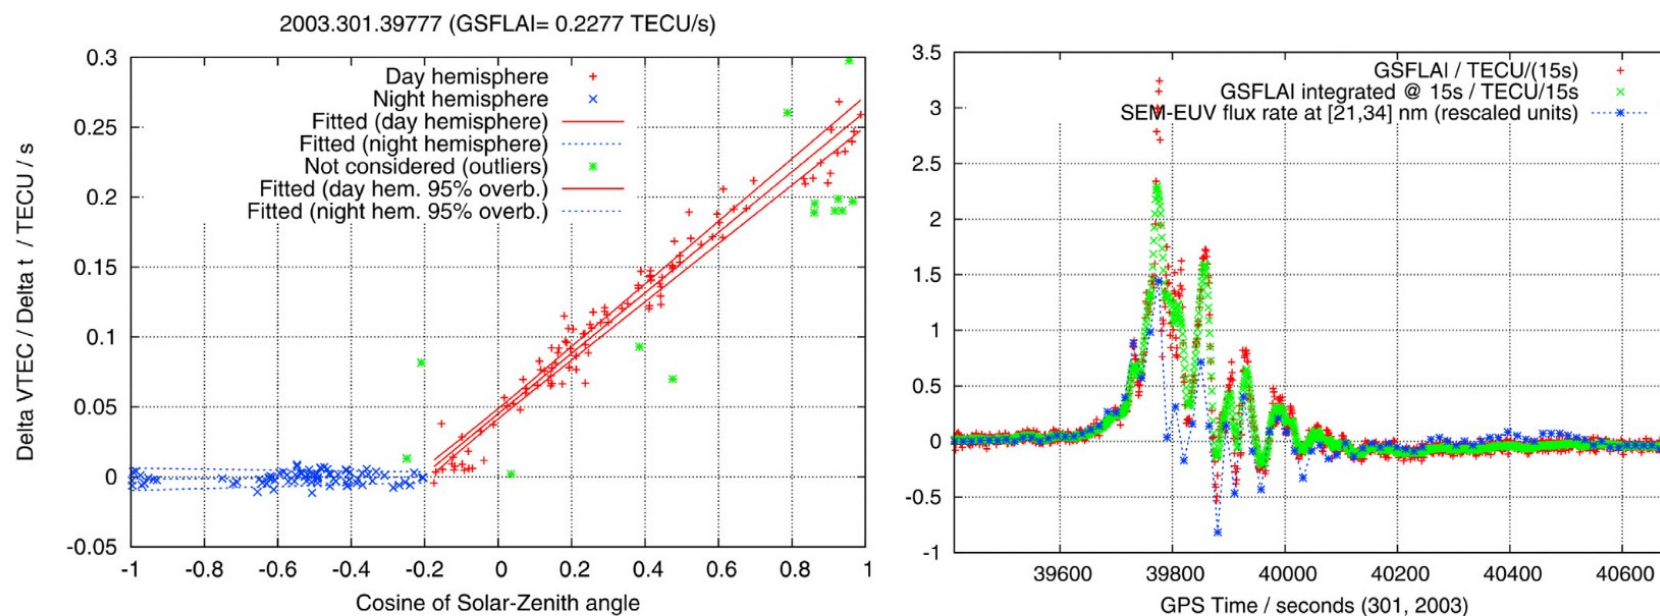 2003.301.39777 (GSFLAI= 0.2277 TECU/s)
Delta VTEC / Delta t / TECU / s
0.3
0.25
0.2
0.15
0.1
0.05
0
-0.05
Day hemisphere
Night hemisphere
Fitted (day hemisphere)
Fitted (night hemisphere)
Not considered (outliers)
Fitted (day hem. 95% overb.)
Fitted (night hem. 95% overb.)
-1 -0.8 -0.6 -0.4 -0.2 0 0.2 0.4 0.6 0.8 1
Cosine of Solar-Zenith angle
3.5
3
2.5
2
1.5
1
0.5
0
-0.5
-1
GSFLAI / TECU/(15s)
GSFLAI integrated @ 15s / TECU/15s
SEM-EUV flux rate at [21,34] nm (rescaled units)
39600 39800 40000 40200 40400 40600
GPS Time / seconds (301, 2003)